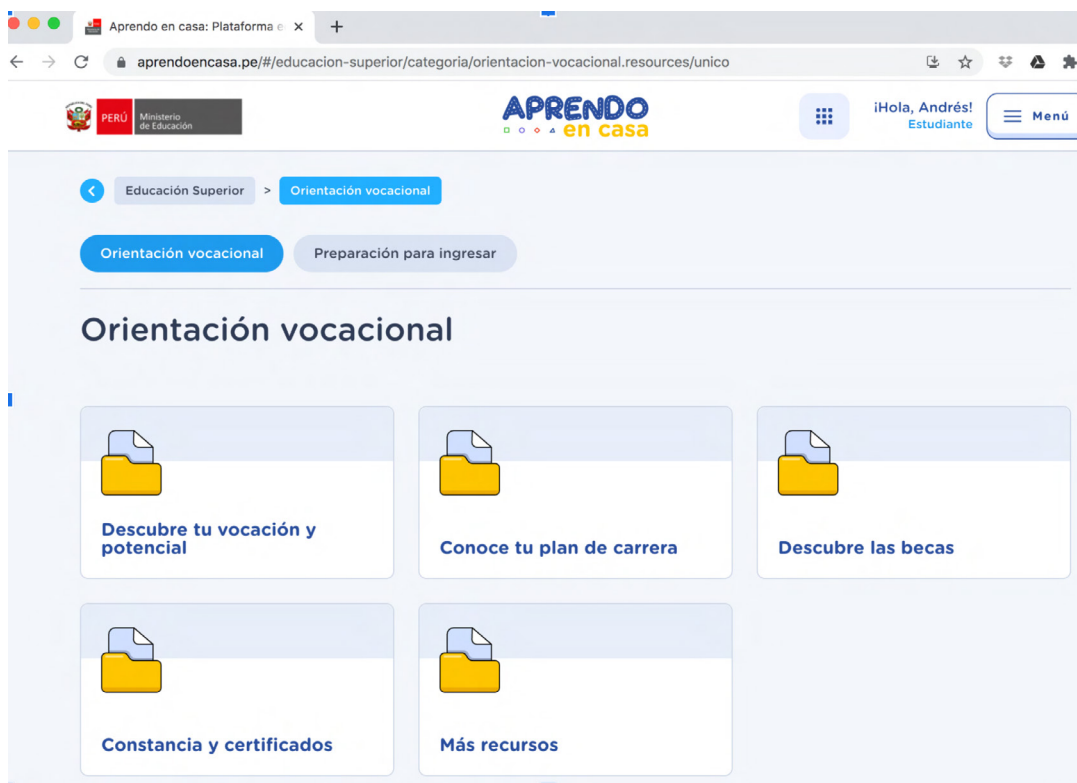 Aprendo en casa: Plataforma e
aprendoencasa.pe/#/educacion-superior/categoria/orientacion-vocacional.resources/unico
PERÚ Ministerio de Educación
APRENDO
en casa
¡Hola, Andrés!
Estudiante
Menú
Educación Superior > Orientación vocacional
Orientación vocacional Preparación para ingresar
Orientación vocacional
Descubre tu vocación y
potencial
Conoce tu plan de carrera
Descubre las becas
Constancia y certificados
Más recursos